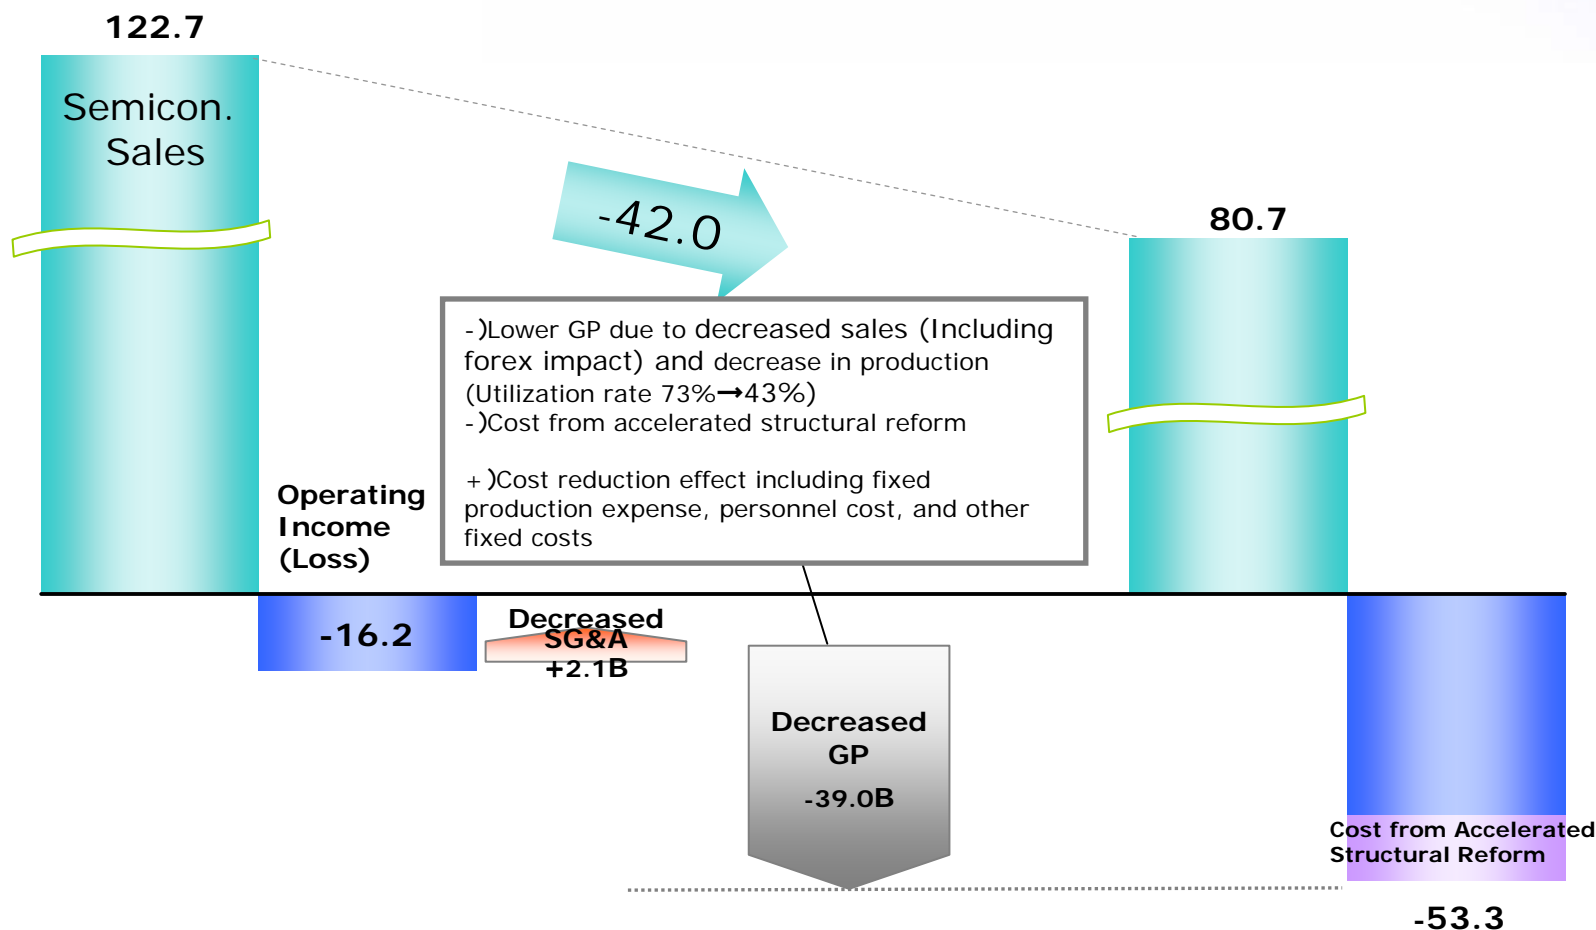 122.7
Semicon.
Sales
-42.0
80.7
-)Lower GP due to decreased sales (Including
forex impact) and decrease in production
(Utilization rate 73%→43%)
-)Cost from accelerated structural reform
+)Cost reduction effect including fixed
production expense, personnel cost, and other
fixed costs
Operating
Income
(Loss)
-16.2
Decreased
SG&A
+2.1B
Decreased
GP
-39.0B
Cost from Accelerated
Structural Reform
-53.3